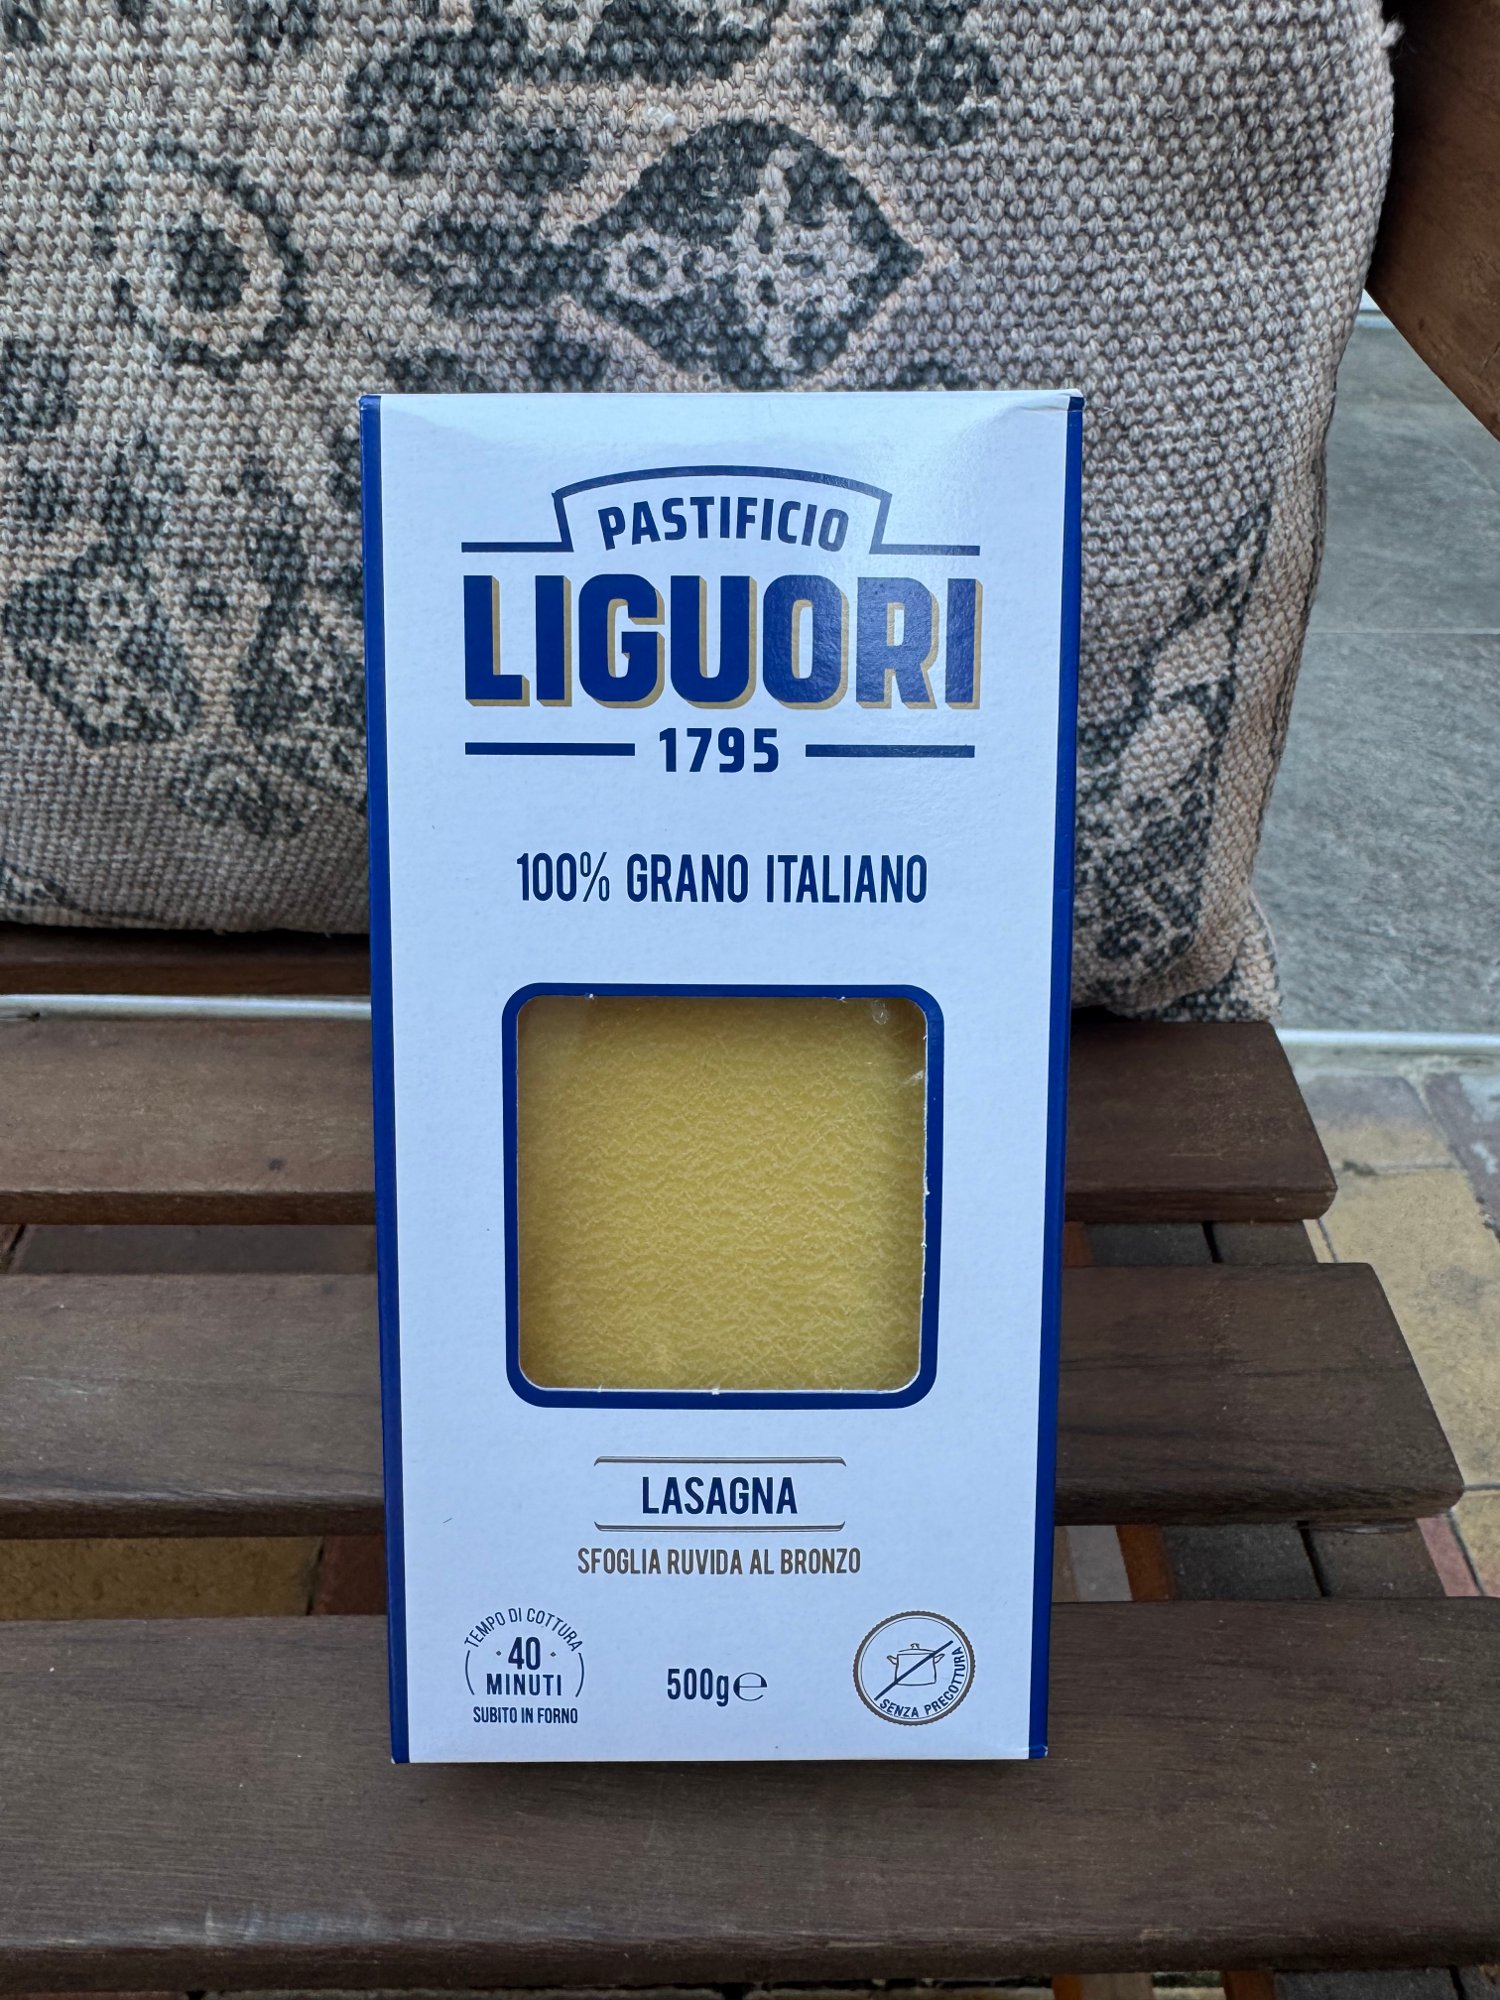 PASTIFICIO
LIGUORI
1795
100% GRANO ITALIANO
LASAGNA
SFOGLIA RUVIDA AL BRONZO
TEMPO DI COTTURA
40
MINUTI
SUBITO IN FORNO
500g℮
SENZA PRECOTTURA